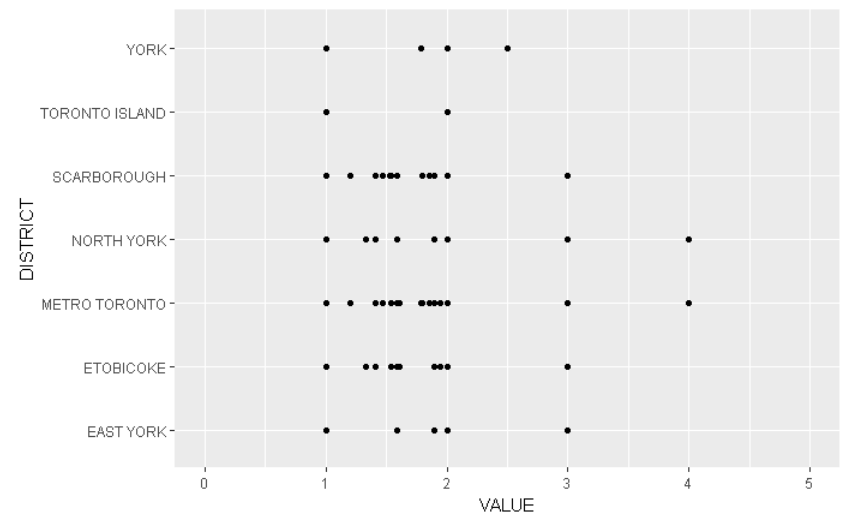 YORK
TORONTO ISLAND
SCARBOROUGH
NORTH YORK
METRO TORONTO
ETOBICOKE
EAST YORK
DISTRICT
0 1 2 3 4 5
VALUE